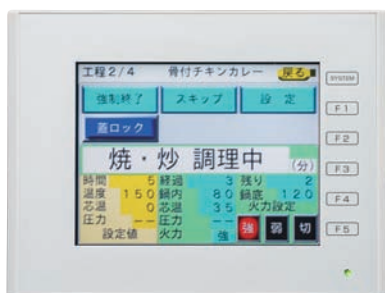 工程2/4 骨付チキンカレー 戻る
SYSTEM
強制終了 スキップ 設定
F1
蓋ロック
F2
焼・炒 調理中 (分)
F3
時間 5 経過 3 残り 2
温度 150 鍋内 80 鍋底 120
F4
芯温 0 芯温 35 火力設定
圧力 -- 圧力 -- 強 弱 切
F5
設定値 火力 強